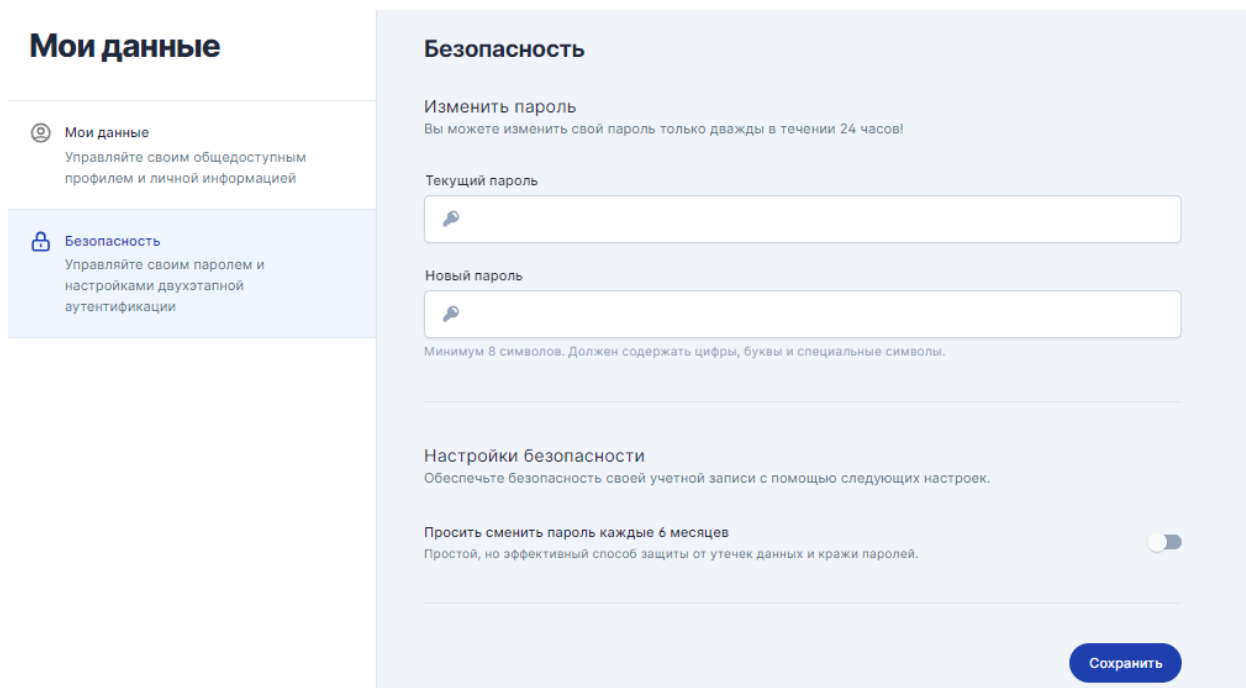 Мои данные
Мои данные
Управляйте своим общедоступным
профилем и личной информацией
Безопасность
Управляйте своим паролем и
настройками двухэтапной
аутентификации
Безопасность
Изменить пароль
Вы можете изменить свой пароль только дважды в течении 24 часов!
Текущий пароль
Новый пароль
Минимум 8 символов. Должен содержать цифры, буквы и специальные символы.
Настройки безопасности
Обеспечьте безопасность своей учетной записи с помощью следующих настроек.
Просить сменить пароль каждые 6 месяцев
Простой, но эффективный способ защиты от утечек данных и кражи паролей.
Сохранить